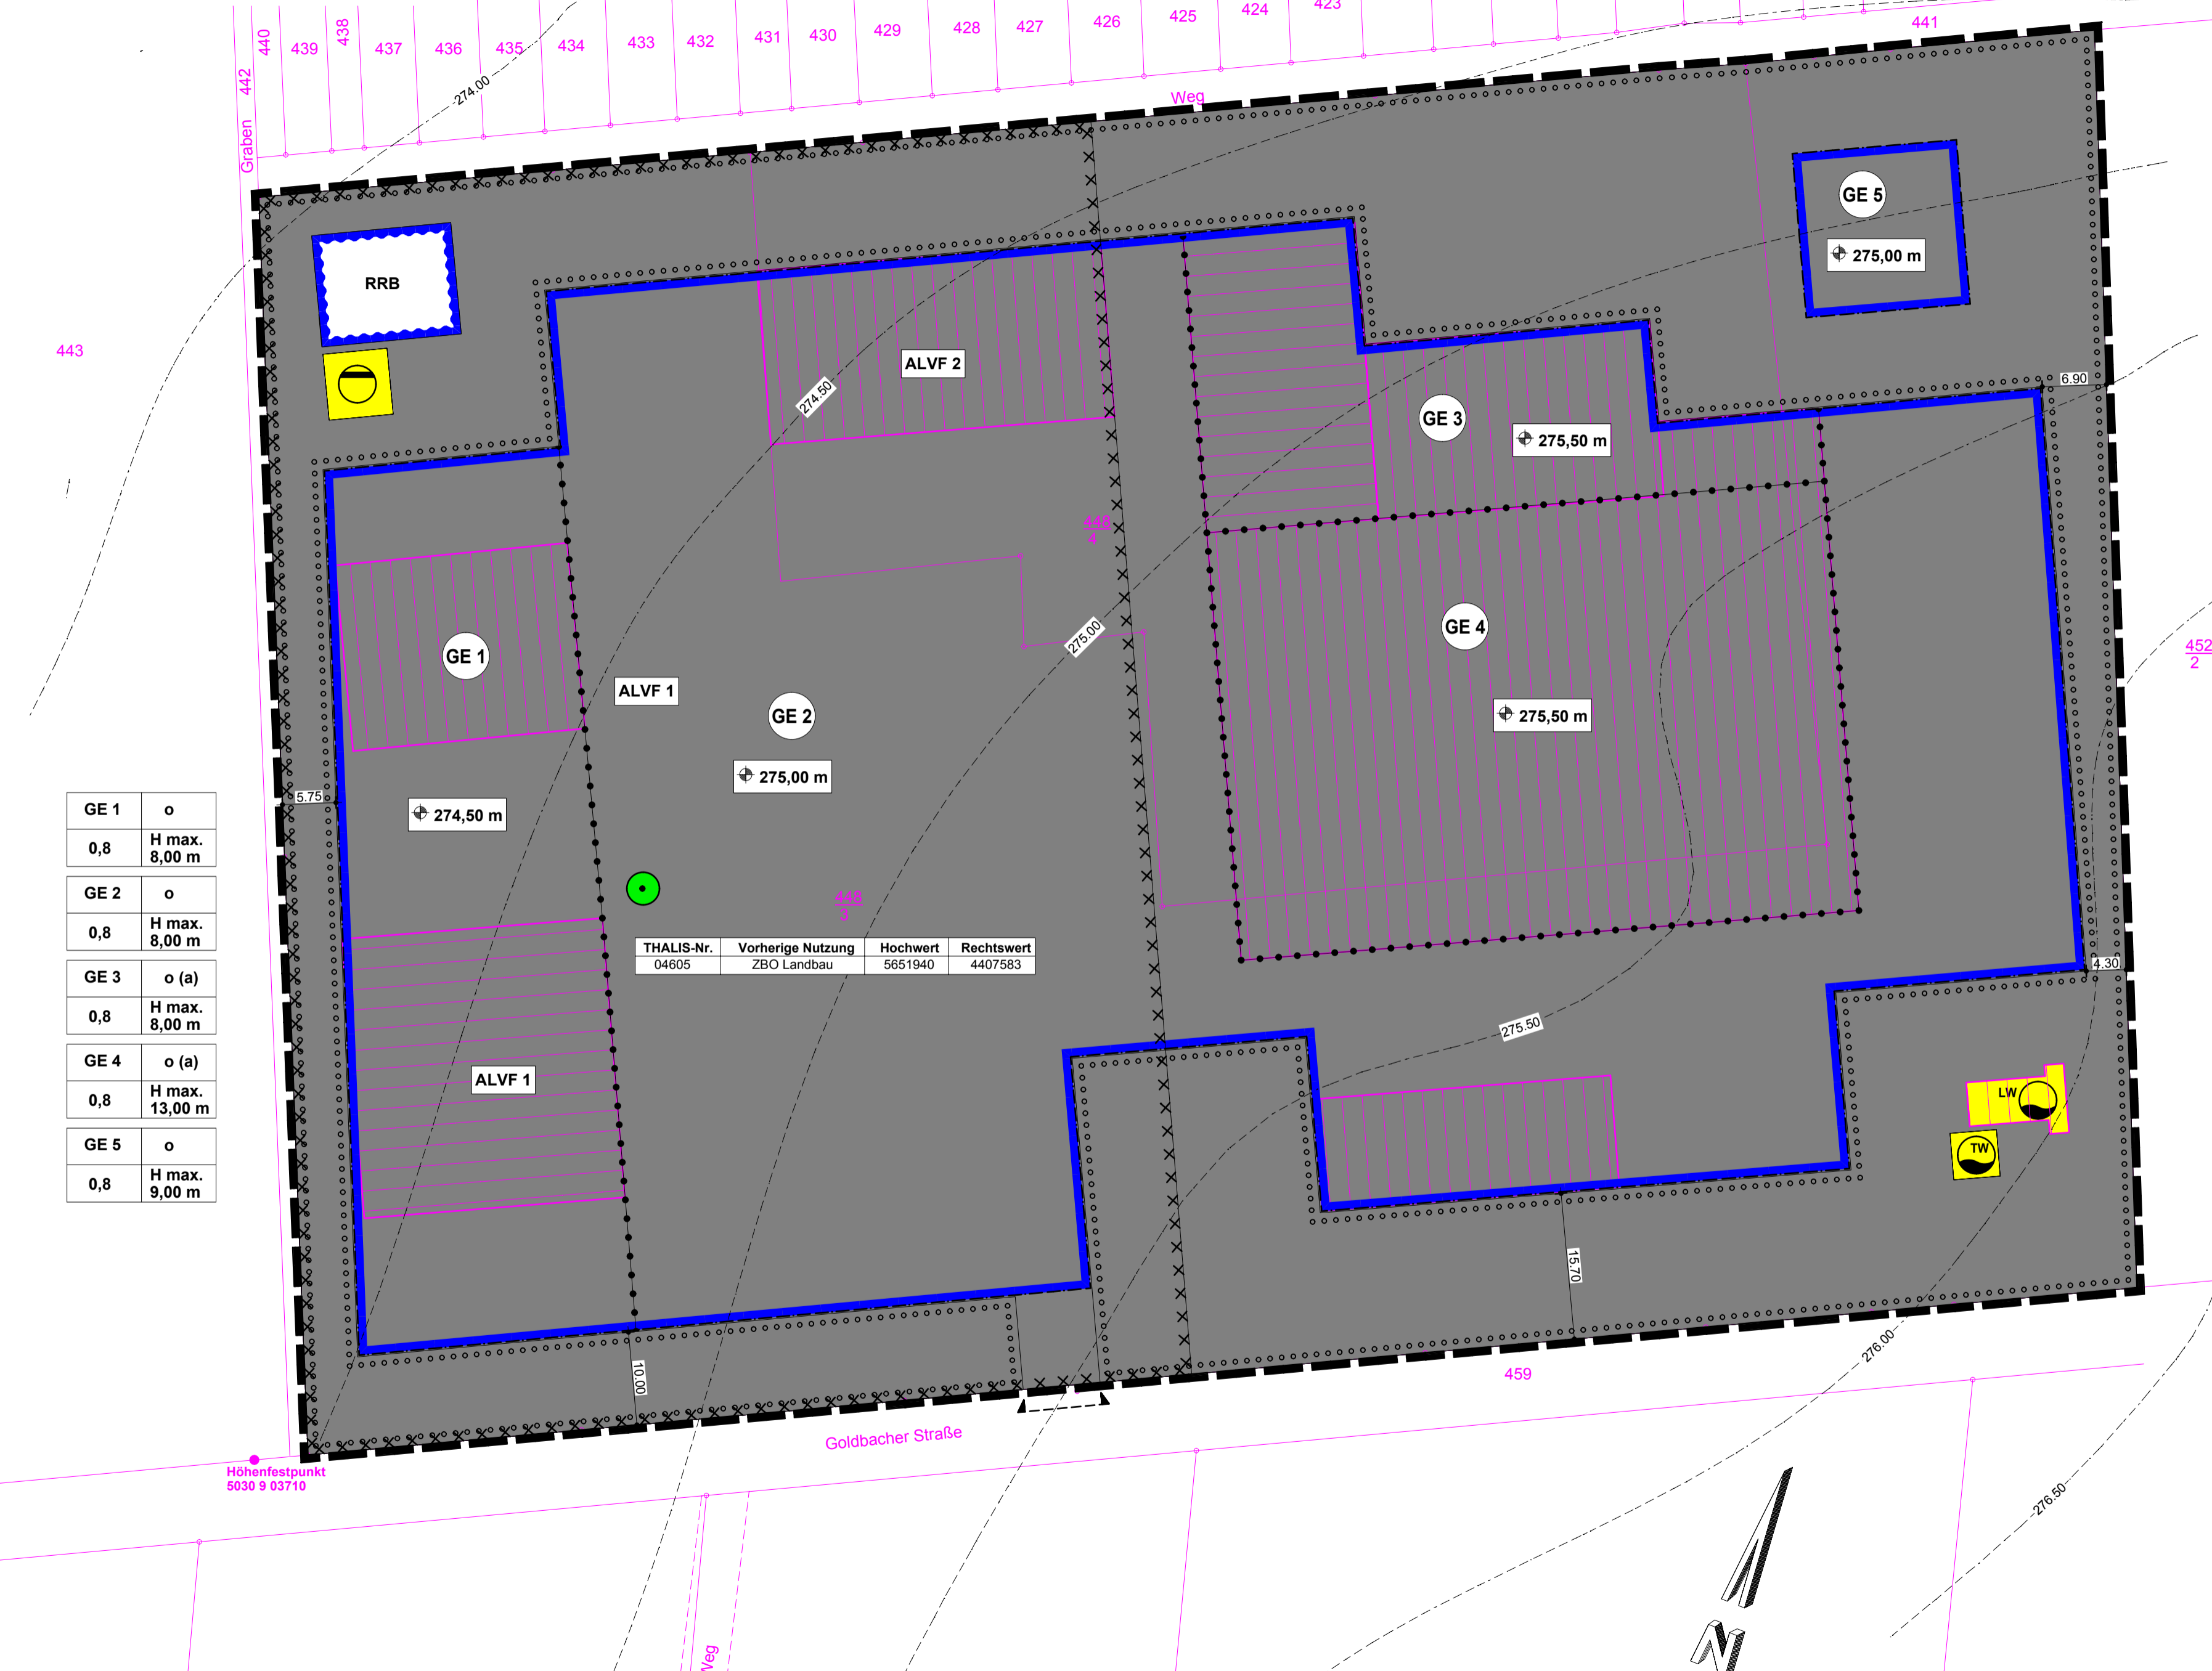 440
439
438
437
436
435
434
433
432
431
430
429
428
427
426
425
424
423
441
442
Graben
274.00
Weg
443
RRB
GE 5
275,00 m
ALVF 2
274.50
GE 3
275,50 m
6.90
448
4
GE 1
ALVF 1
GE 2
275,00 m
275.00
GE 4
275,50 m
452
2
5.75
274,50 m
GE 1 o
0,8 H max.
8,00 m
GE 2 o
0,8 H max.
8,00 m
GE 3 o (a)
0,8 H max.
8,00 m
GE 4 o (a)
0,8 H max.
13,00 m
GE 5 o
0,8 H max.
9,00 m
448
3
THALIS-Nr. Vorherige Nutzung Hochwert Rechtswert
04605 ZBO Landbau 5651940 4407583
4.30
275.50
ALVF 1
LW
TW
15.70
10.00
276.00
459
Goldbacher Straße
Höhenfestpunkt
5030 9 03710
276.50
Weg
N